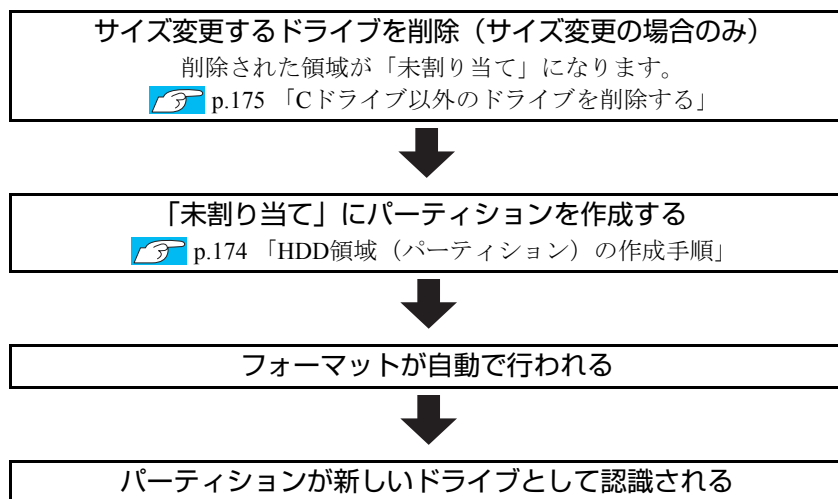 サイズ変更するドライブを削除（サイズ変更の場合のみ）
削除された領域が「未割り当て」になります。
p.175 「Cドライブ以外のドライブを削除する」
「未割り当て」にパーティションを作成する
p.174 「HDD領域（パーティション）の作成手順」
フォーマットが自動で行われる
パーティションが新しいドライブとして認識される